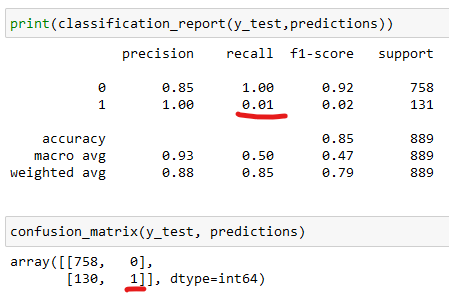 print(classification_report(y_test,predictions))
precision recall f1-score support
0 0.85 1.00 0.92 758
1 1.00 0.01 0.02 131
accuracy 0.85 889
macro avg 0.93 0.50 0.47 889
weighted avg 0.88 0.85 0.79 889
confusion_matrix(y_test, predictions)
array([[758, 0],
[130, 1]], dtype=int64)